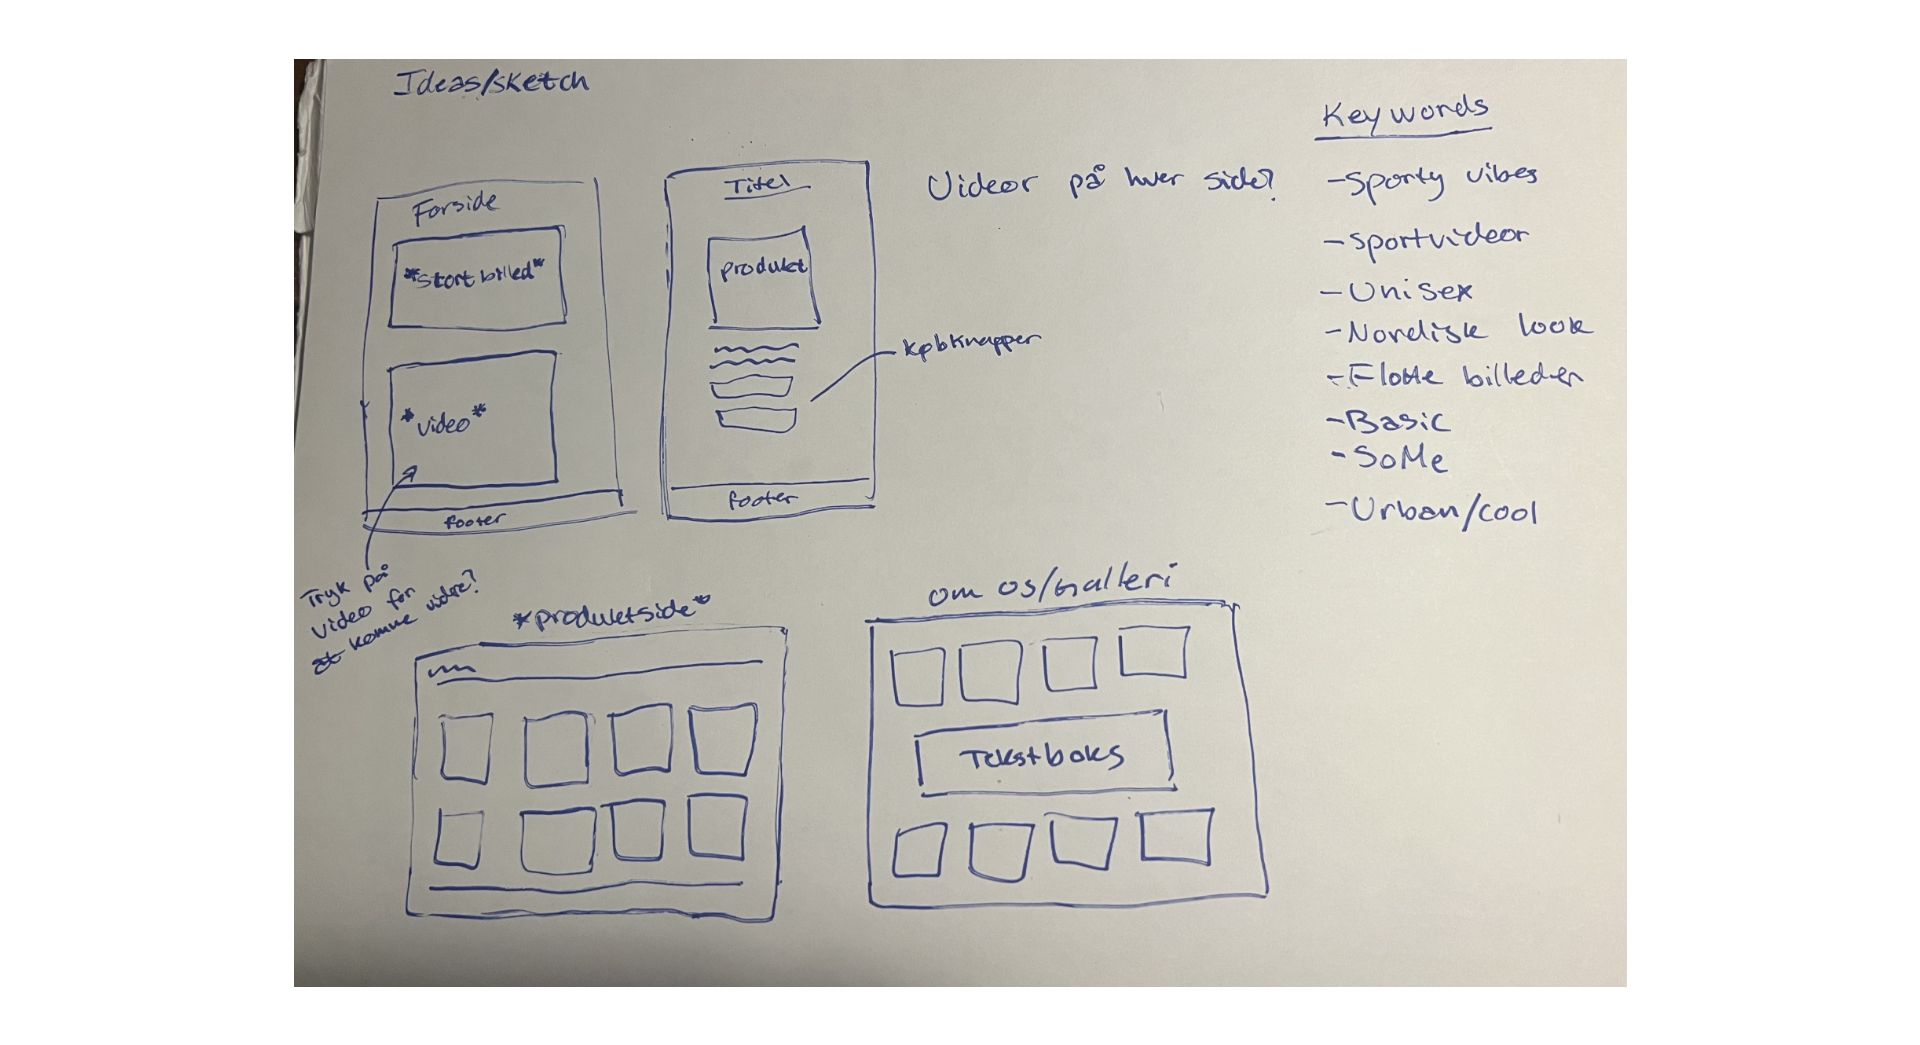 Ideas/sketch
Forside
*Stort billed*
*video*
footer
Tryk på
video for
at komme vidre?
Titel
produkt
købknapper
footer
Videor på hver side?
Keywords
-Sporty vibes
-Sportvideor
-Unisex
-Nordisk look
-Flotte billeder
-Basic
-SoMe
-Urban/cool
*produktside*
om os/Galleri
Tekstboks